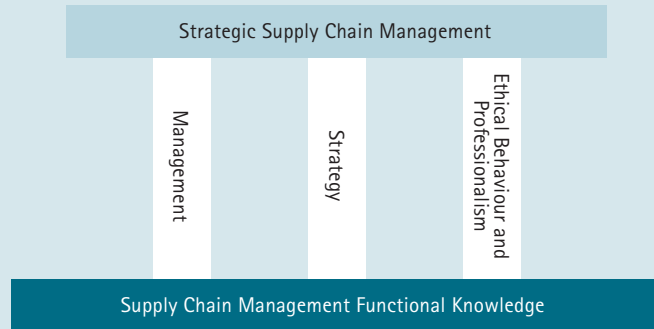 Strategic Supply Chain Management
Management
Strategy
Ethical Behaviour and
Professionalism
Supply Chain Management Functional Knowledge